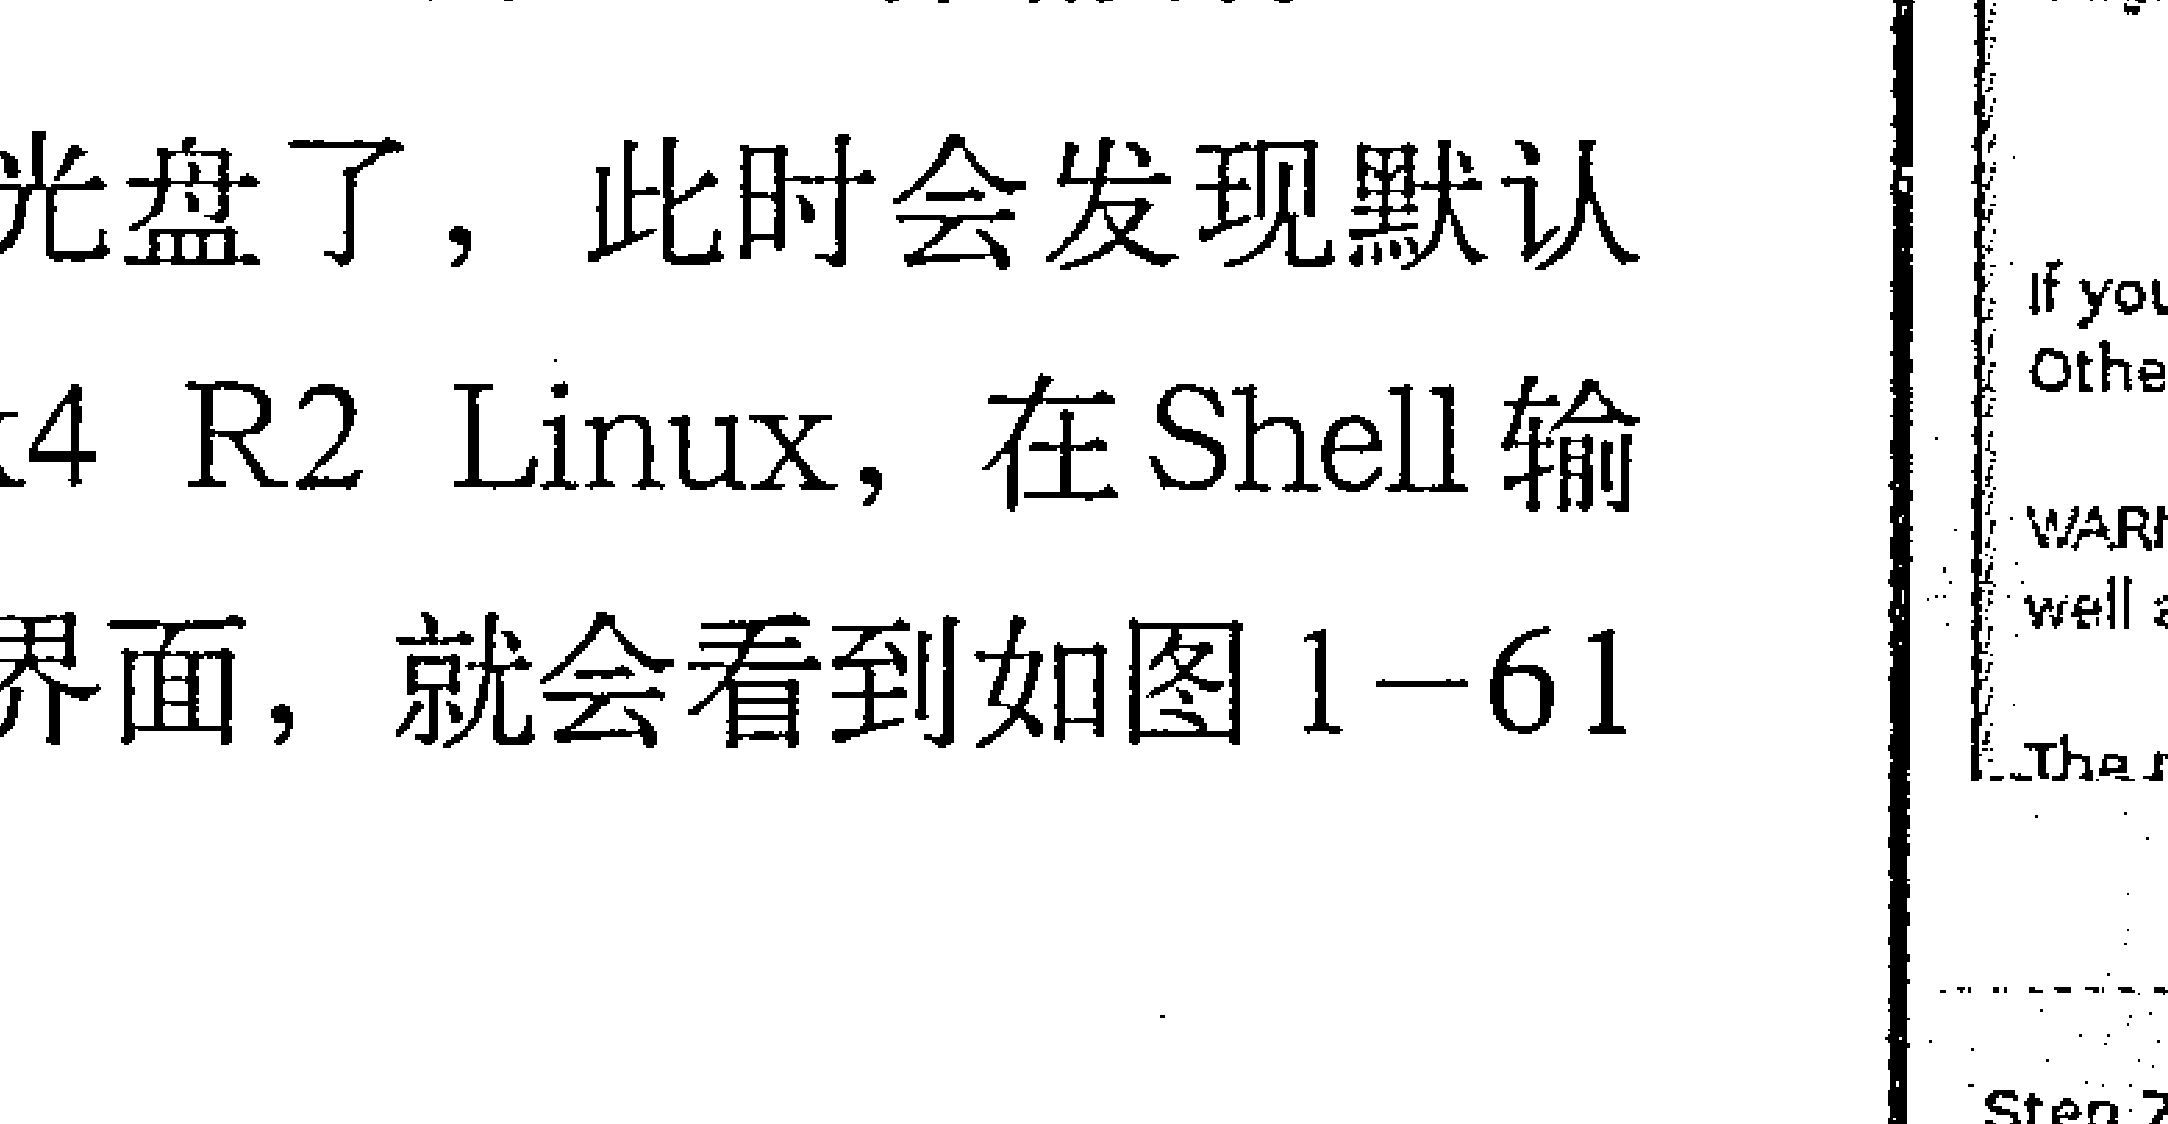 光盘了，此时会发现默认
4 R2 Linux，在Shell 输
界面，就会看到如图 1－61
If you
Othe
WARN
well a
The
Step